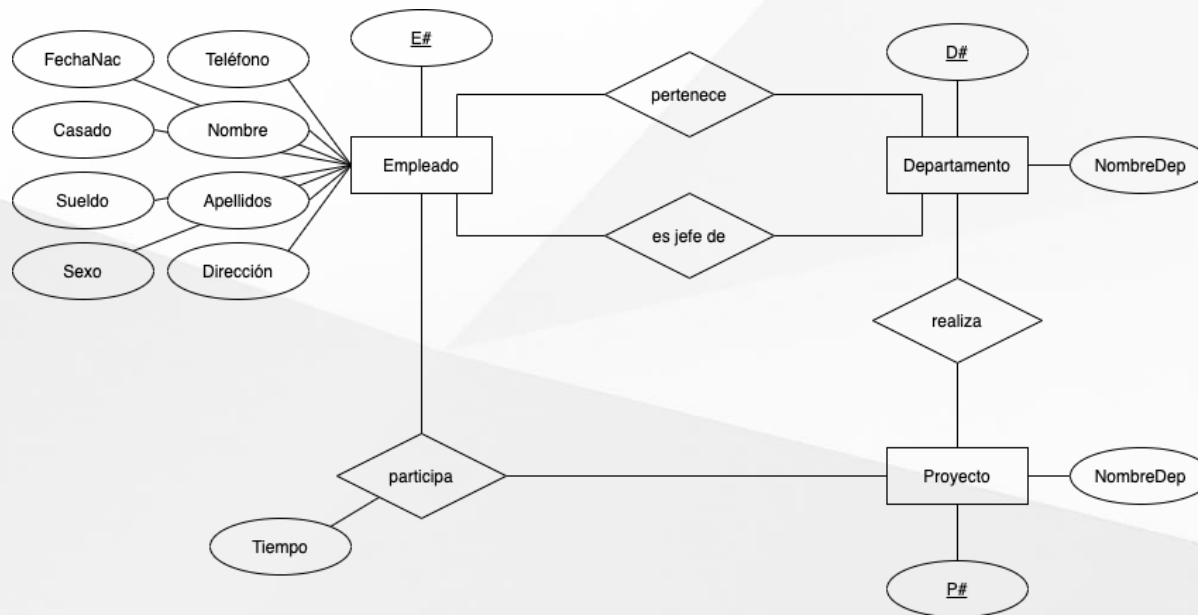 E#
FechaNac
Teléfono
D#
pertenece
Casado
Nombre
Empleado
Departamento
NombreDep
Sueldo
Apellidos
es jefe de
Sexo
Dirección
realiza
participa
Proyecto
NombreDep
Tiempo
P#